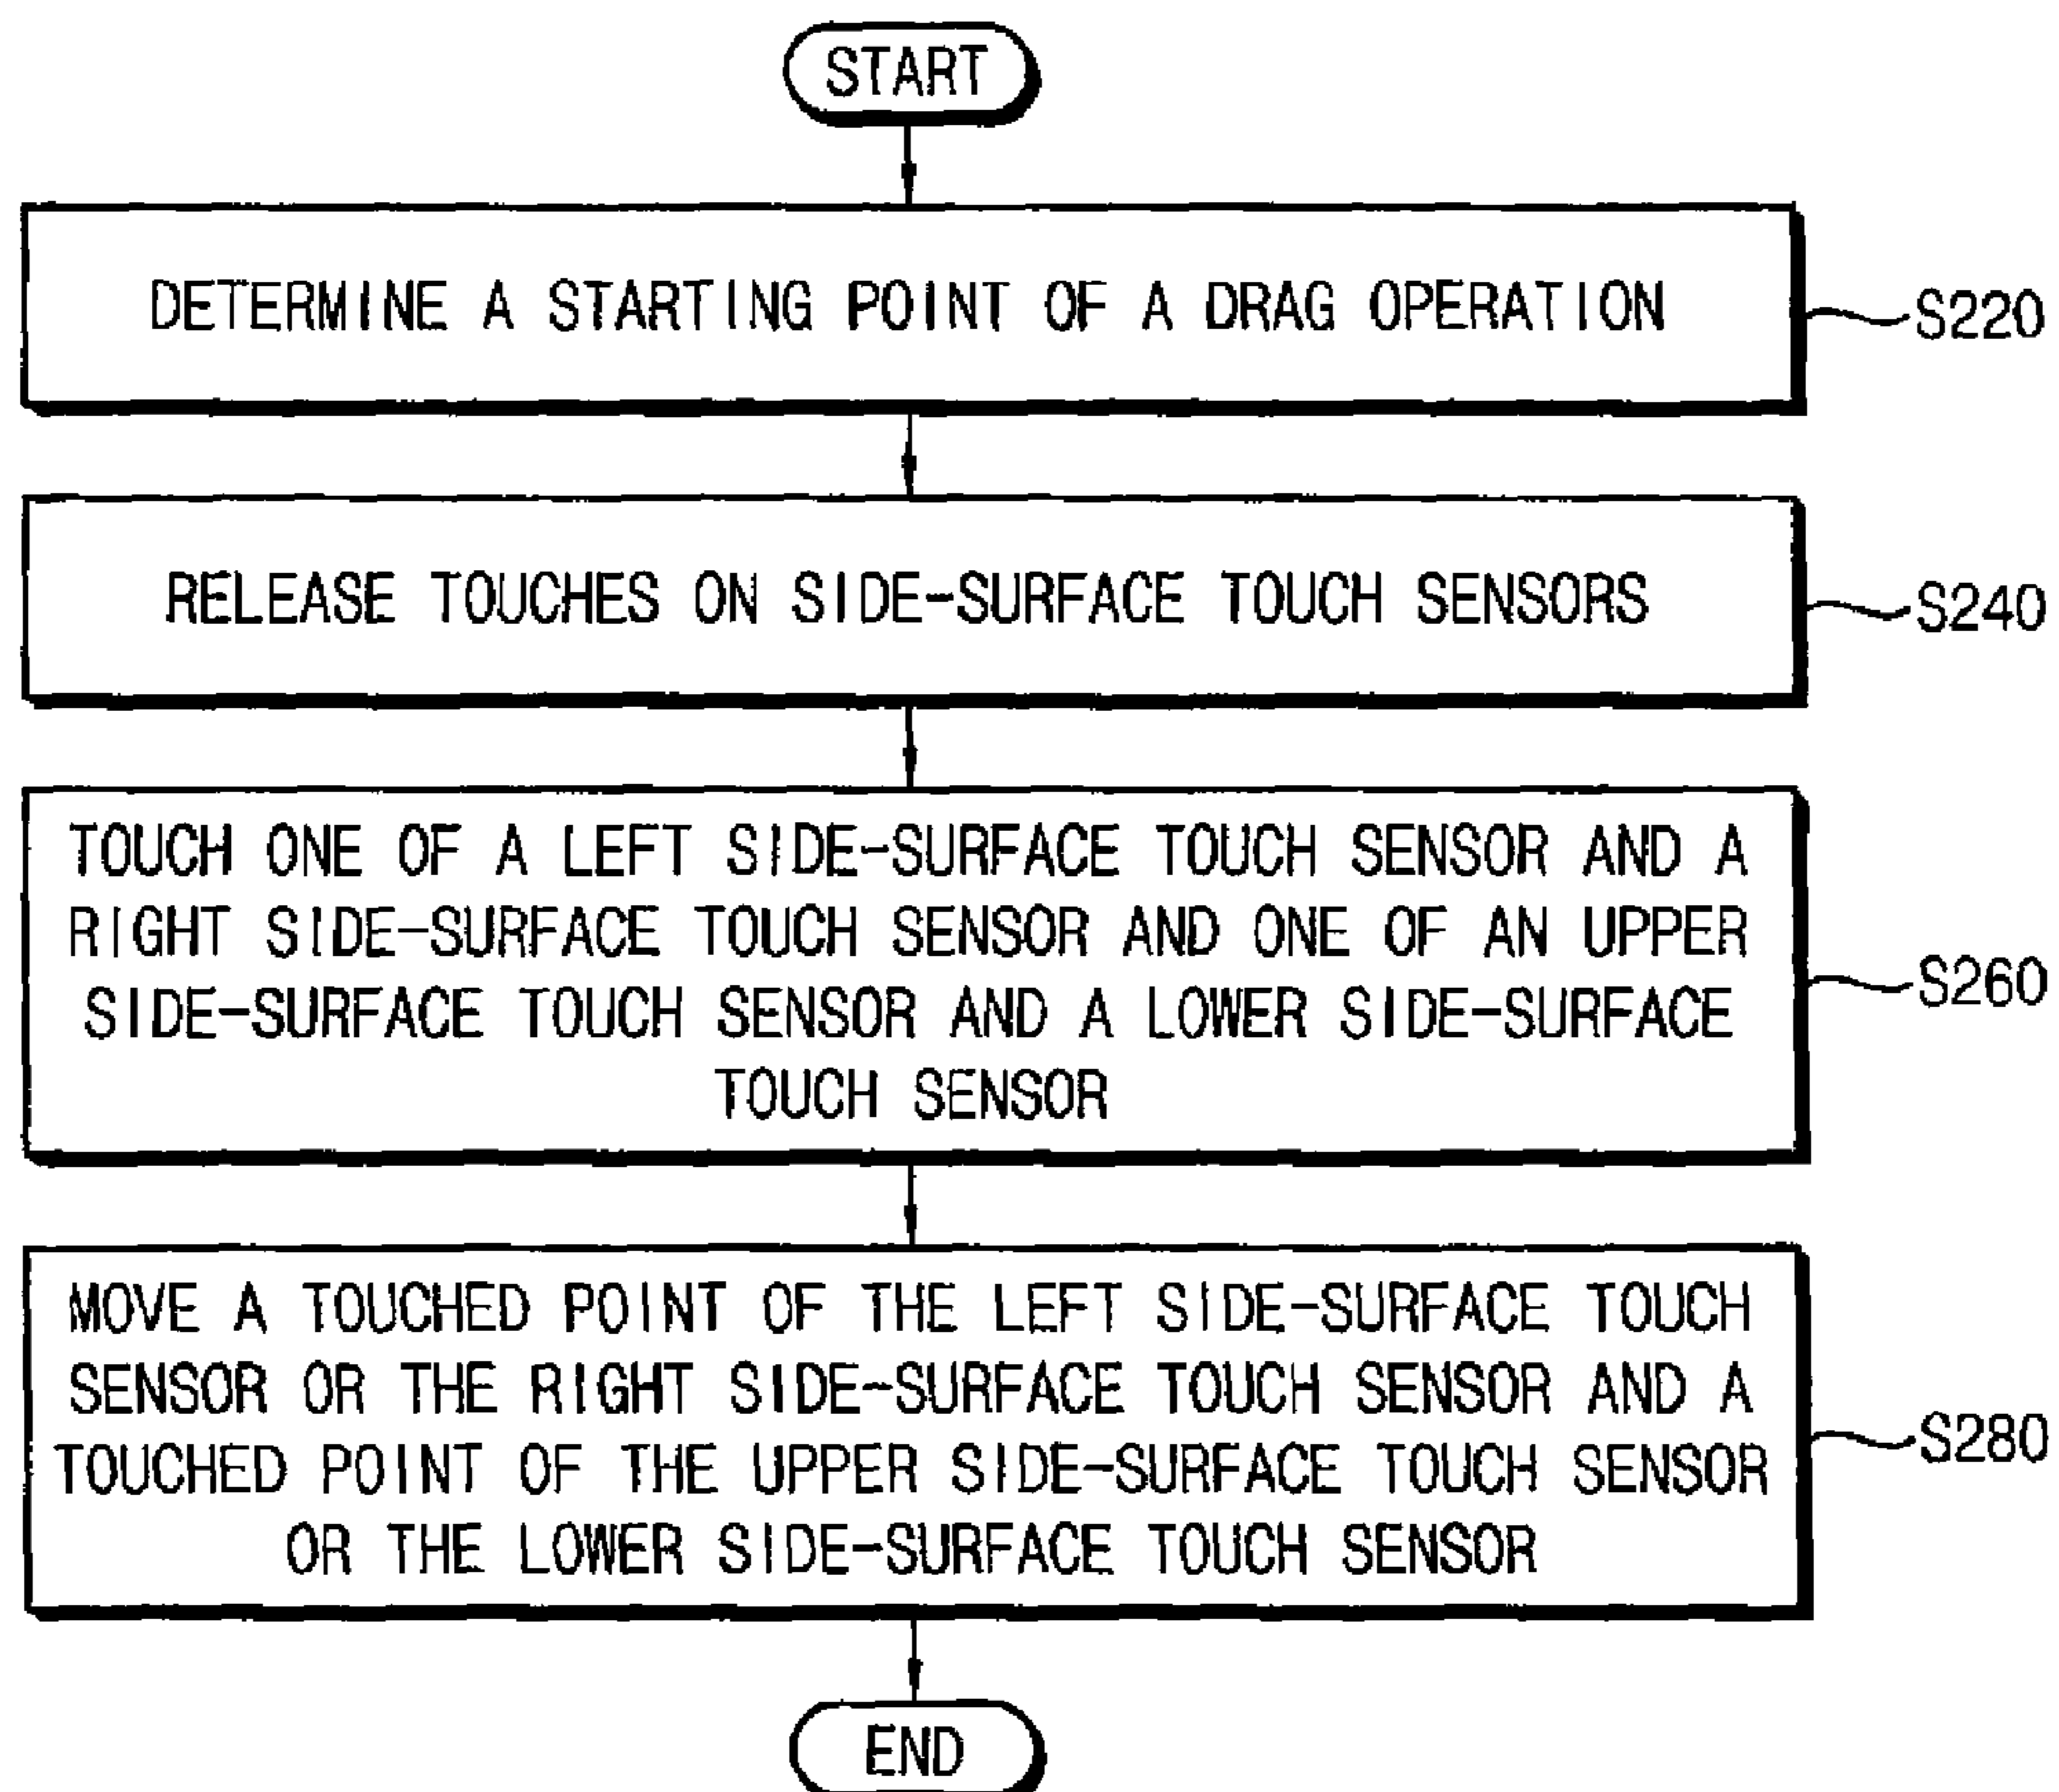 START
DETERMINE A STARTING POINT OF A DRAG OPERATION
S220
RELEASE TOUCHES ON SIDE-SURFACE TOUCH SENSORS
S240
TOUCH ONE OF A LEFT SIDE-SURFACE TOUCH SENSOR AND A
RIGHT SIDE-SURFACE TOUCH SENSOR AND ONE OF AN UPPER
SIDE-SURFACE TOUCH SENSOR AND A LOWER SIDE-SURFACE
TOUCH SENSOR
S260
MOVE A TOUCHED POINT OF THE LEFT SIDE-SURFACE TOUCH
SENSOR OR THE RIGHT SIDE-SURFACE TOUCH SENSOR AND A
TOUCHED POINT OF THE UPPER SIDE-SURFACE TOUCH SENSOR
OR THE LOWER SIDE-SURFACE TOUCH SENSOR
S280
END